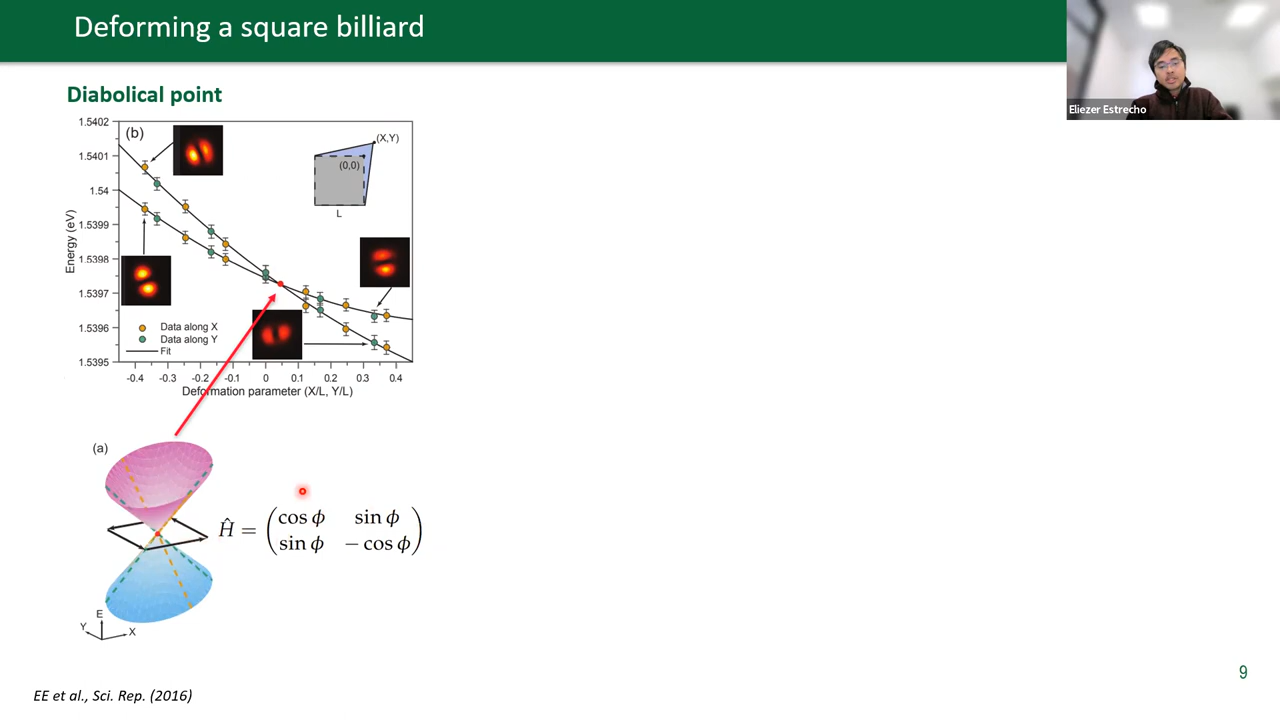 Deforming a square billiard
Eliezer Estrecho
Diabolical point
(b)
1.5402
1.5401
1.54
1.5399
1.5398
1.5397
1.5396
1.5395
Energy (eV)
(X,Y)
(0,0)
L
Data along X
Data along Y
Fit
-0.4 -0.3 -0.2 -0.1 0 0.1 0.2 0.3 0.4
Deformation parameter (X/L, Y/L)
(a)
Ĥ = ( cos ϕ sin ϕ
sin ϕ − cos ϕ )
E
Y
X
9
EE et al., Sci. Rep. (2016)